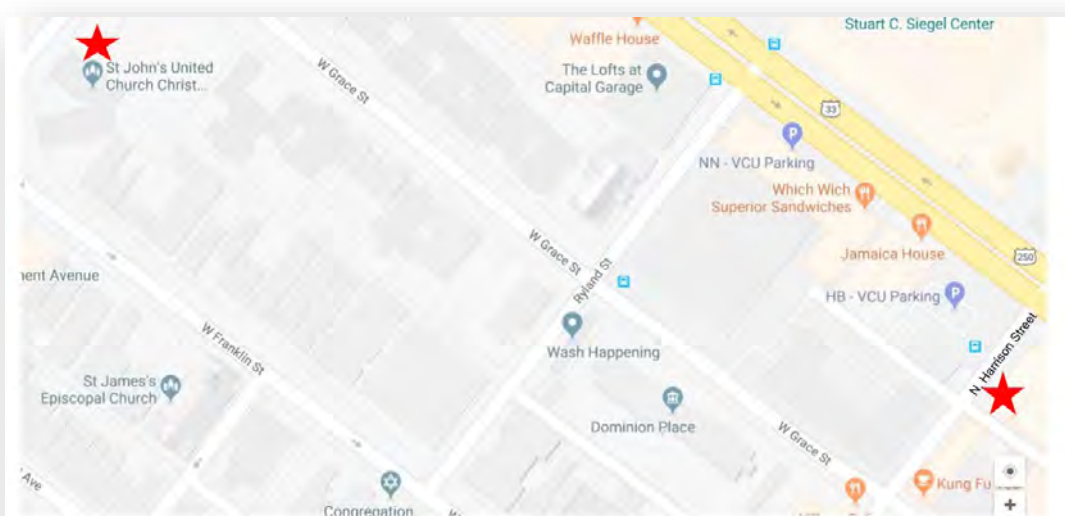 Stuart C. Siegel Center
Waffle House
St John's United
Church Christ...
W Grace St
The Lofts at
Capital Garage
33
NN - VCU Parking
Which Wich
Superior Sandwiches
W Grace St
Jamaica House
250
Ryland St
nent Avenue
HB - VCU Parking
W Franklin St
Wash Happening
N. Harrison Street
St James's
Episcopal Church
Dominion Place
W Grace St
Ave
Kung Fu
Congregation